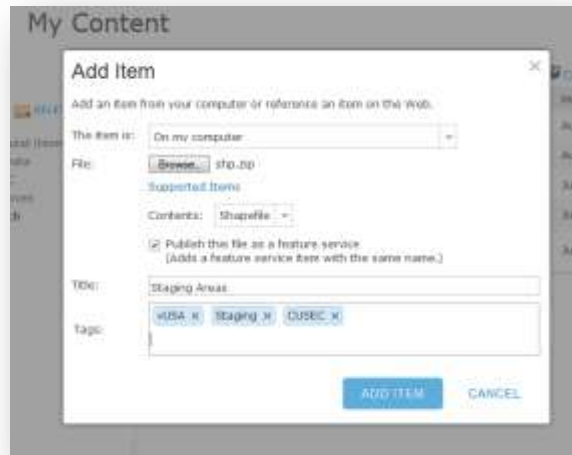 My Content
Add Item
Add an item from your computer or reference an item on the Web.
The item is: On my computer
File: Browse... shp.zip
Supported Items
Contents: Shapefile
Publish this file as a feature service
(Adds a feature service item with the same name.)
Title: Staging Areas
Tags: vUSA x Staging x CUSEC x
ADD ITEM CANCEL